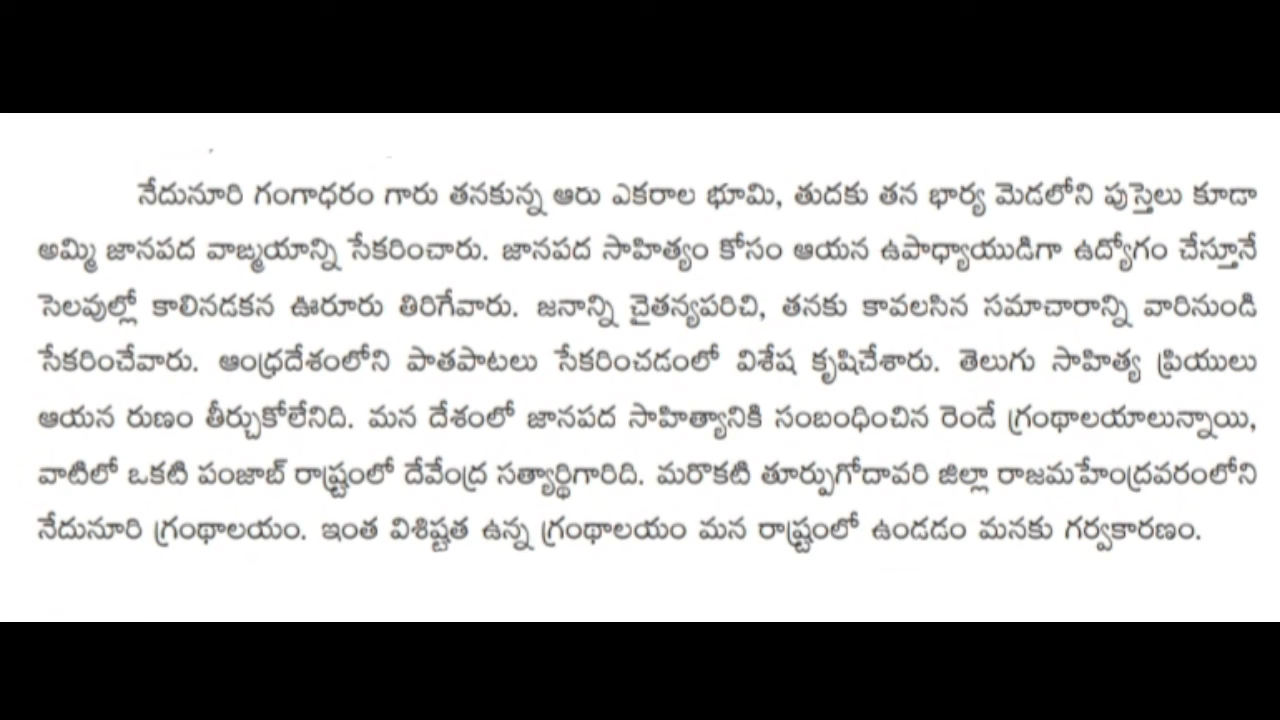 నేదునూరి గంగాధరం గారు తనకున్న ఆరు ఎకరాల భూమి, తుదకు తన భార్య మెడలోని పుస్తెలు కూడా
అమ్మి జానపద వాఙ్మయాన్ని సేకరించారు. జానపద సాహిత్యం కోసం ఆయన ఉపాధ్యాయుడిగా ఉద్యోగం చేస్తూనే
సెలవుల్లో కాలినడకన ఊరూరు తిరిగేవారు. జనాన్ని చైతన్యపరిచి, తనకు కావలసిన సమాచారాన్ని వారినుండి
సేకరించేవారు. ఆంధ్రదేశంలోని పాతపాటలు సేకరించడంలో విశేష కృషిచేశారు. తెలుగు సాహిత్య ప్రియులు
ఆయన రుణం తీర్చుకోలేనిది. మన దేశంలో జానపద సాహిత్యానికి సంబంధించిన రెండే గ్రంథాలయాలున్నాయి,
వాటిలో ఒకటి పంజాబ్ రాష్ట్రంలో దేవేంద్ర సత్యార్థిగారిది. మరొకటి తూర్పుగోదావరి జిల్లా రాజమహేంద్రవరంలోని
నేదునూరి గ్రంథాలయం. ఇంత విశిష్టత ఉన్న గ్రంథాలయం మన రాష్ట్రంలో ఉండడం మనకు గర్వకారణం.